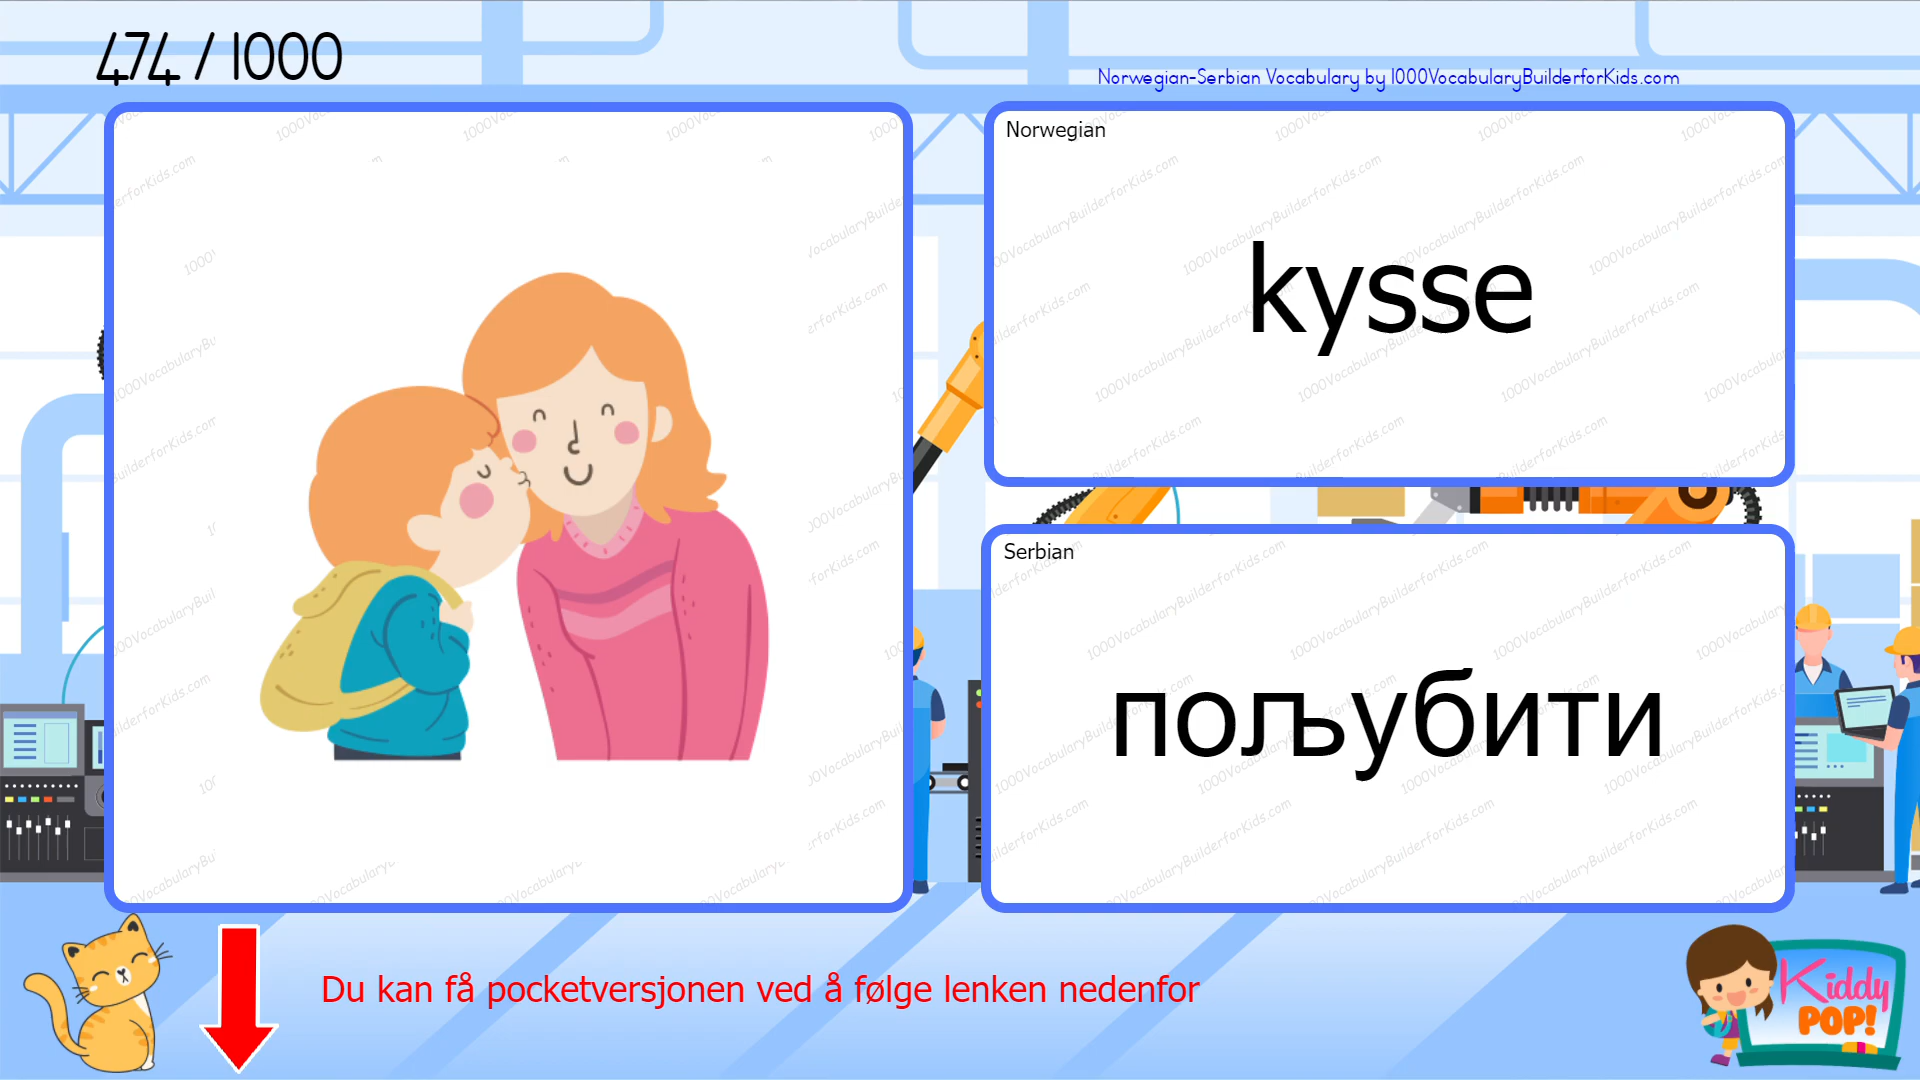 474 / 1000
Norwegian-Serbian Vocabulary by 1000VocabularyBuilderforKids.com
Norwegian
kysse
Serbian
пољубити
Du kan få pocketversjonen ved å følge lenken nedenfor
Kiddy
POP!